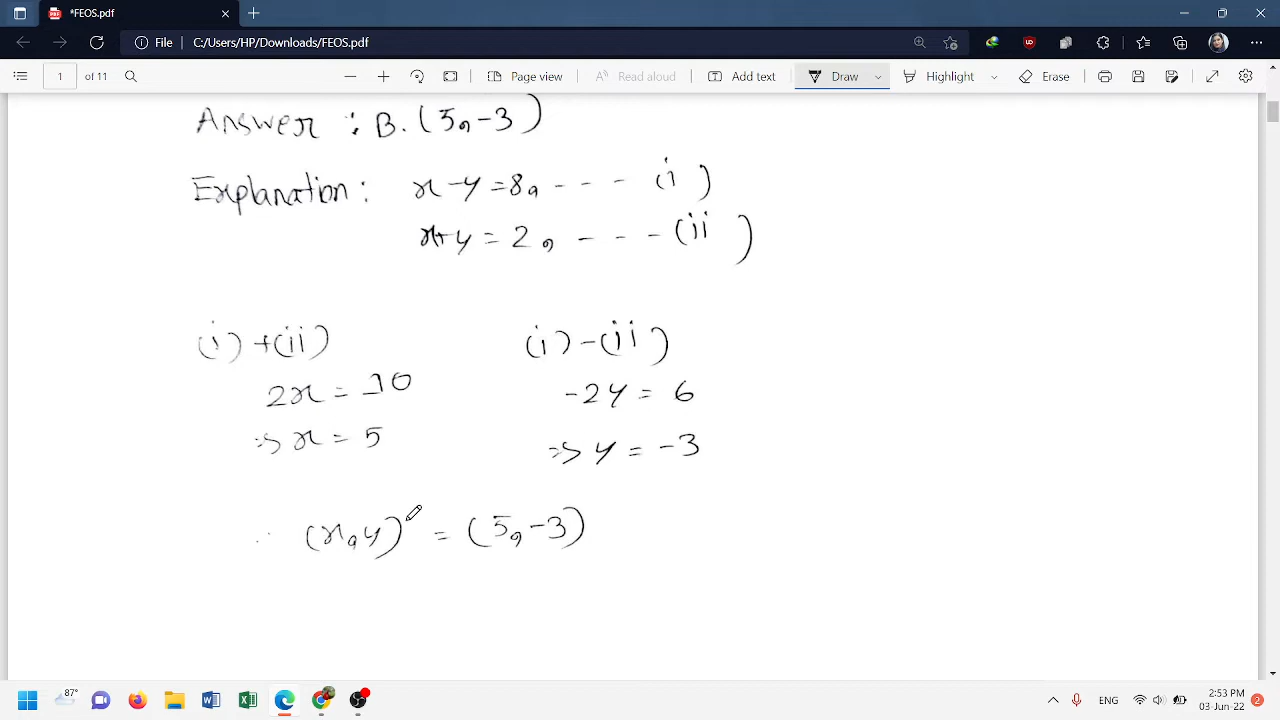 *FEOS.pdf
File C:/Users/HP/Downloads/FEOS.pdf
1 of 11 Page view Read aloud Add text Draw Highlight Erase
Answer : B. (5, -3)
Explanation : x-y=8, --- (i)
x+y=2, --- (ii)
(i)+(ii) (i)-(ii)
2x=10 -2y=6
=> x=5 => y=-3
∴ (x,y) = (5,-3)
87° ENG 2:53 PM
03-Jun-22 2